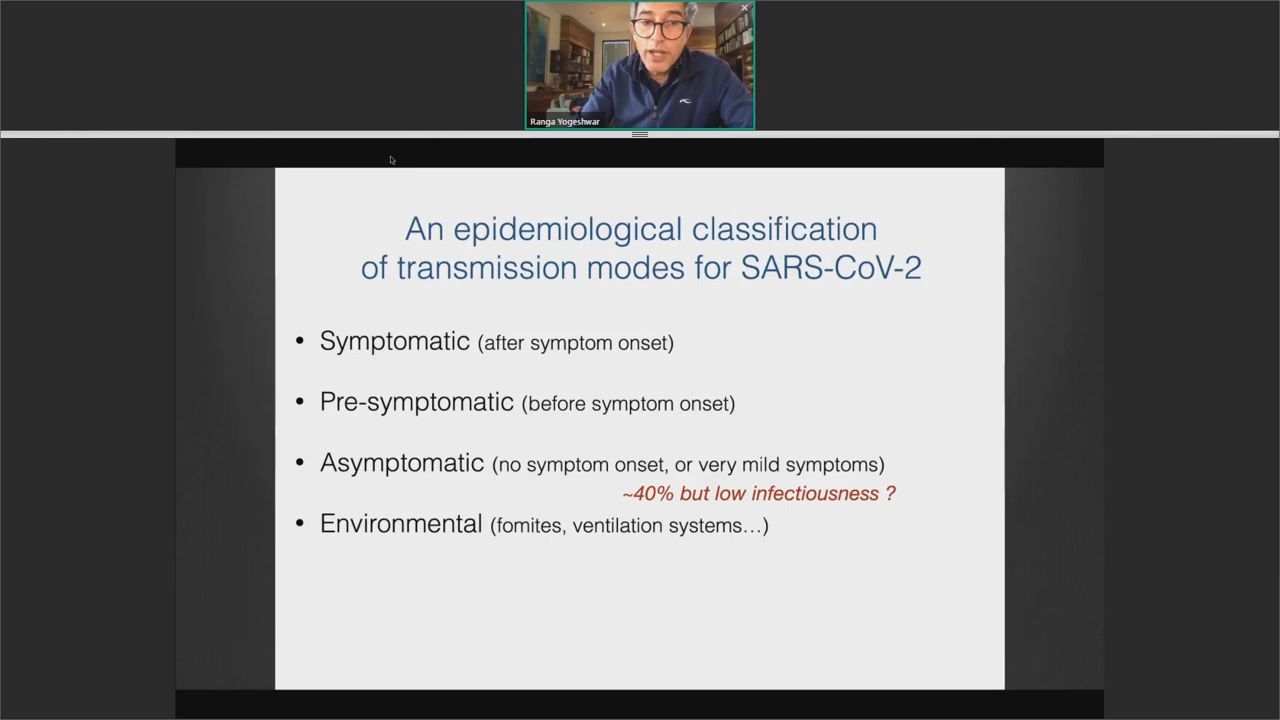 Ranga Yogeshwar
An epidemiological classification
of transmission modes for SARS-CoV-2
• Symptomatic (after symptom onset)
• Pre-symptomatic (before symptom onset)
• Asymptomatic (no symptom onset, or very mild symptoms)
~40% but low infectiousness ?
• Environmental (fomites, ventilation systems…)